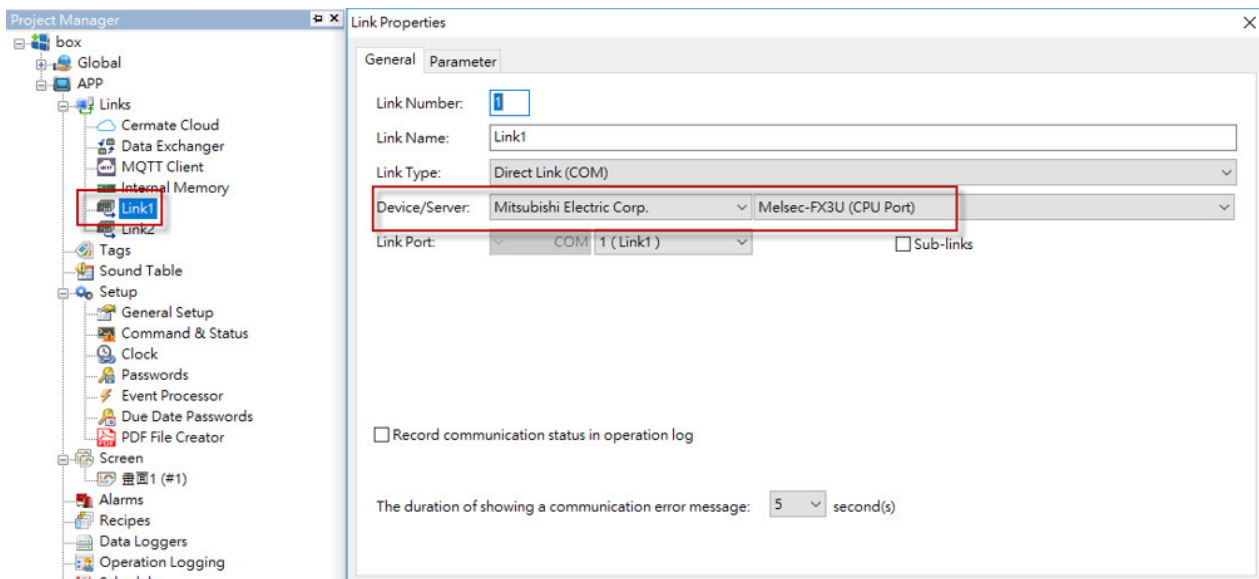 Project Manager
box
Global
APP
Links
Cermate Cloud
Data Exchanger
MQTT Client
Internal Memory
Link1
Link2
Tags
Sound Table
Setup
General Setup
Command & Status
Clock
Passwords
Event Processor
Due Date Passwords
PDF File Creator
Screen
畫面1 (#1)
Alarms
Recipes
Data Loggers
Operation Logging
Link Properties
General Parameter
Link Number: 1
Link Name: Link1
Link Type: Direct Link (COM)
Device/Server: Mitsubishi Electric Corp. Melsec-FX3U (CPU Port)
Link Port: COM 1 ( Link1 ) Sub-links
Record communication status in operation log
The duration of showing a communication error message: 5 second(s)